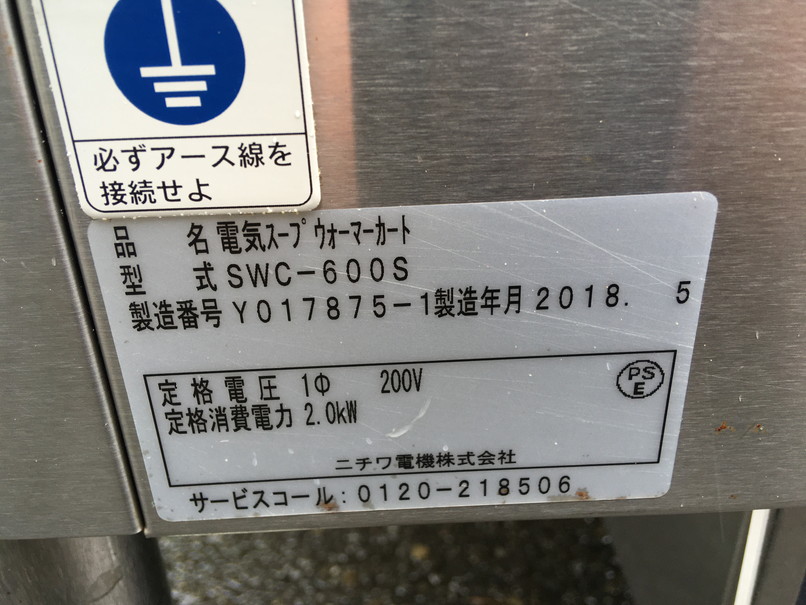 必ずアース線を
接続せよ
品 名 電気スープウォーマーカート
型 式 SWC-600S
製造番号 Y017875-1 製造年月 2018. 5
定格電圧 1Φ 200V
定格消費電力 2.0kW
PS
E
ニチワ電機株式会社
サービスコール:0120-218506